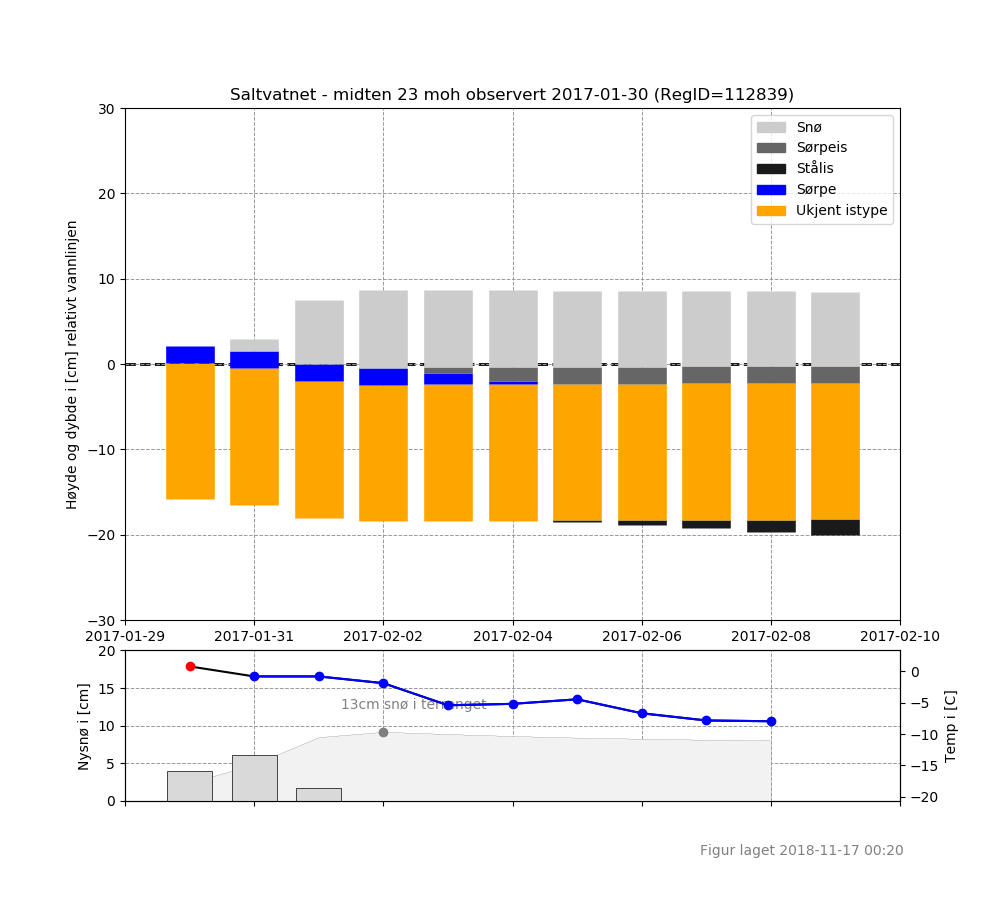 Saltvatnet - midten 23 moh observert 2017-01-30 (RegID=112839)
30
20
10
0
−10
−20
−30
Høyde og dybde i [cm] relativt vannlinjen
Snø
Sørpeis
Stålis
Sørpe
Ukjent istype
2017-01-29
2017-01-31
2017-02-02
2017-02-04
2017-02-06
2017-02-08
2017-02-10
20
15
10
5
0
Nysnø i [cm]
13cm snø i terrenget
0
−5
−10
−15
−20
Temp i [C]
Figur laget 2018-11-17 00:20